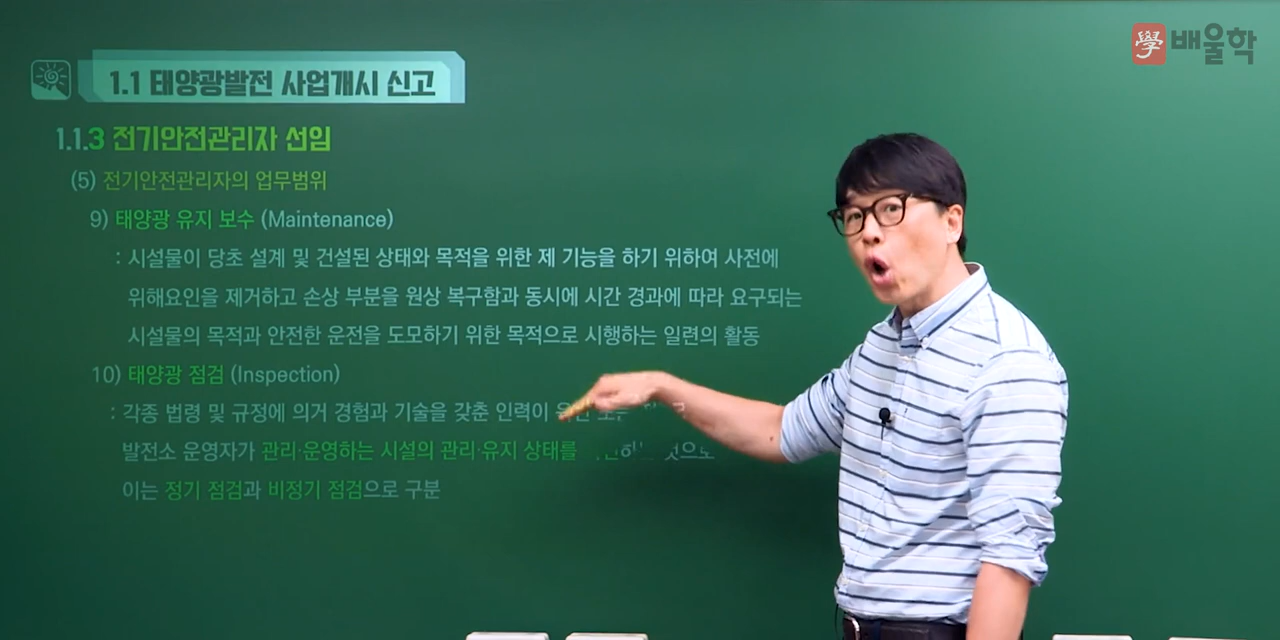 學 배울학
1.1 태양광발전 사업개시 신고
1.1.3 전기안전관리자 선임
(5) 전기안전관리자의 업무범위
9) 태양광 유지 보수 (Maintenance)
: 시설물이 당초 설계 및 건설된 상태와 목적을 위한 제 기능을 하기 위하여 사전에
위해요인을 제거하고 손상 부분을 원상 복구함과 동시에 시간 경과에 따라 요구되는
시설물의 목적과 안전한 운전을 도모하기 위한 목적으로 시행하는 일련의 활동
10) 태양광 점검 (Inspection)
: 각종 법령 및 규정에 의거 경험과 기술을 갖춘 인력이
발전소 운영자가 관리·운영하는 시설의 관리·유지 상태를
이는 정기 점검과 비정기 점검으로 구분